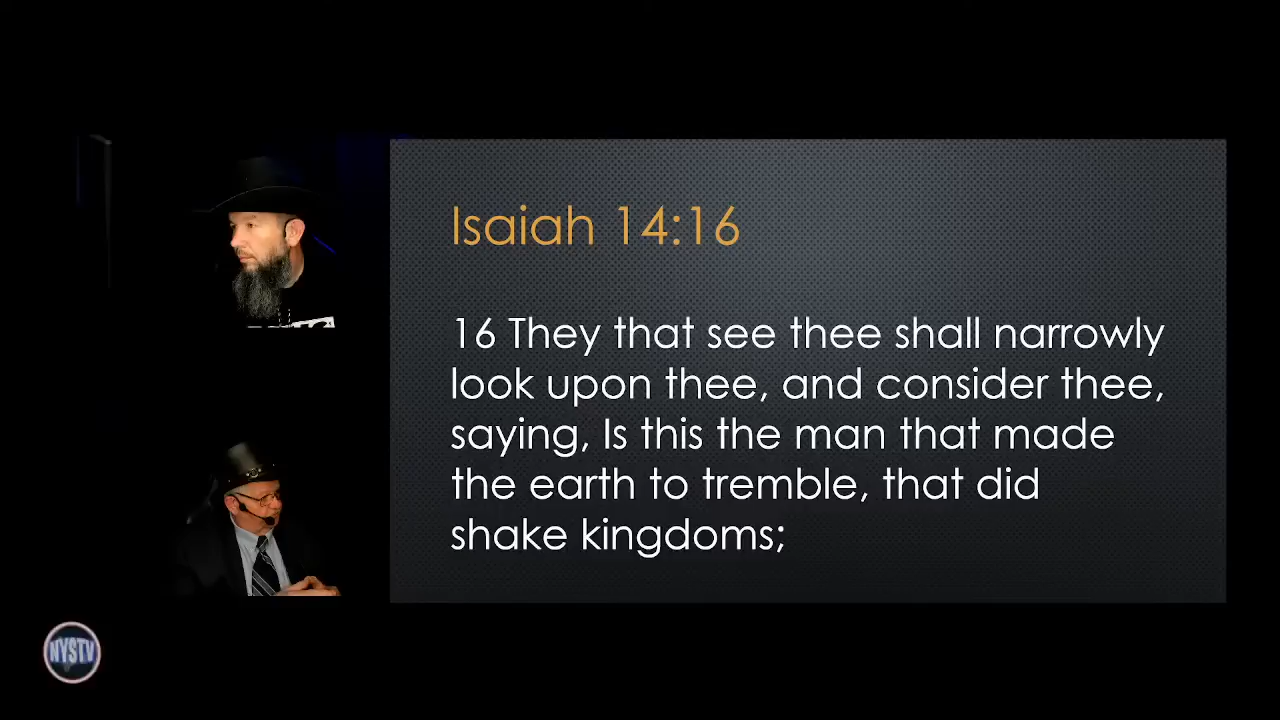 Isaiah 14:16
16 They that see thee shall narrowly
look upon thee, and consider thee,
saying, Is this the man that made
the earth to tremble, that did
shake kingdoms;
NYSTV